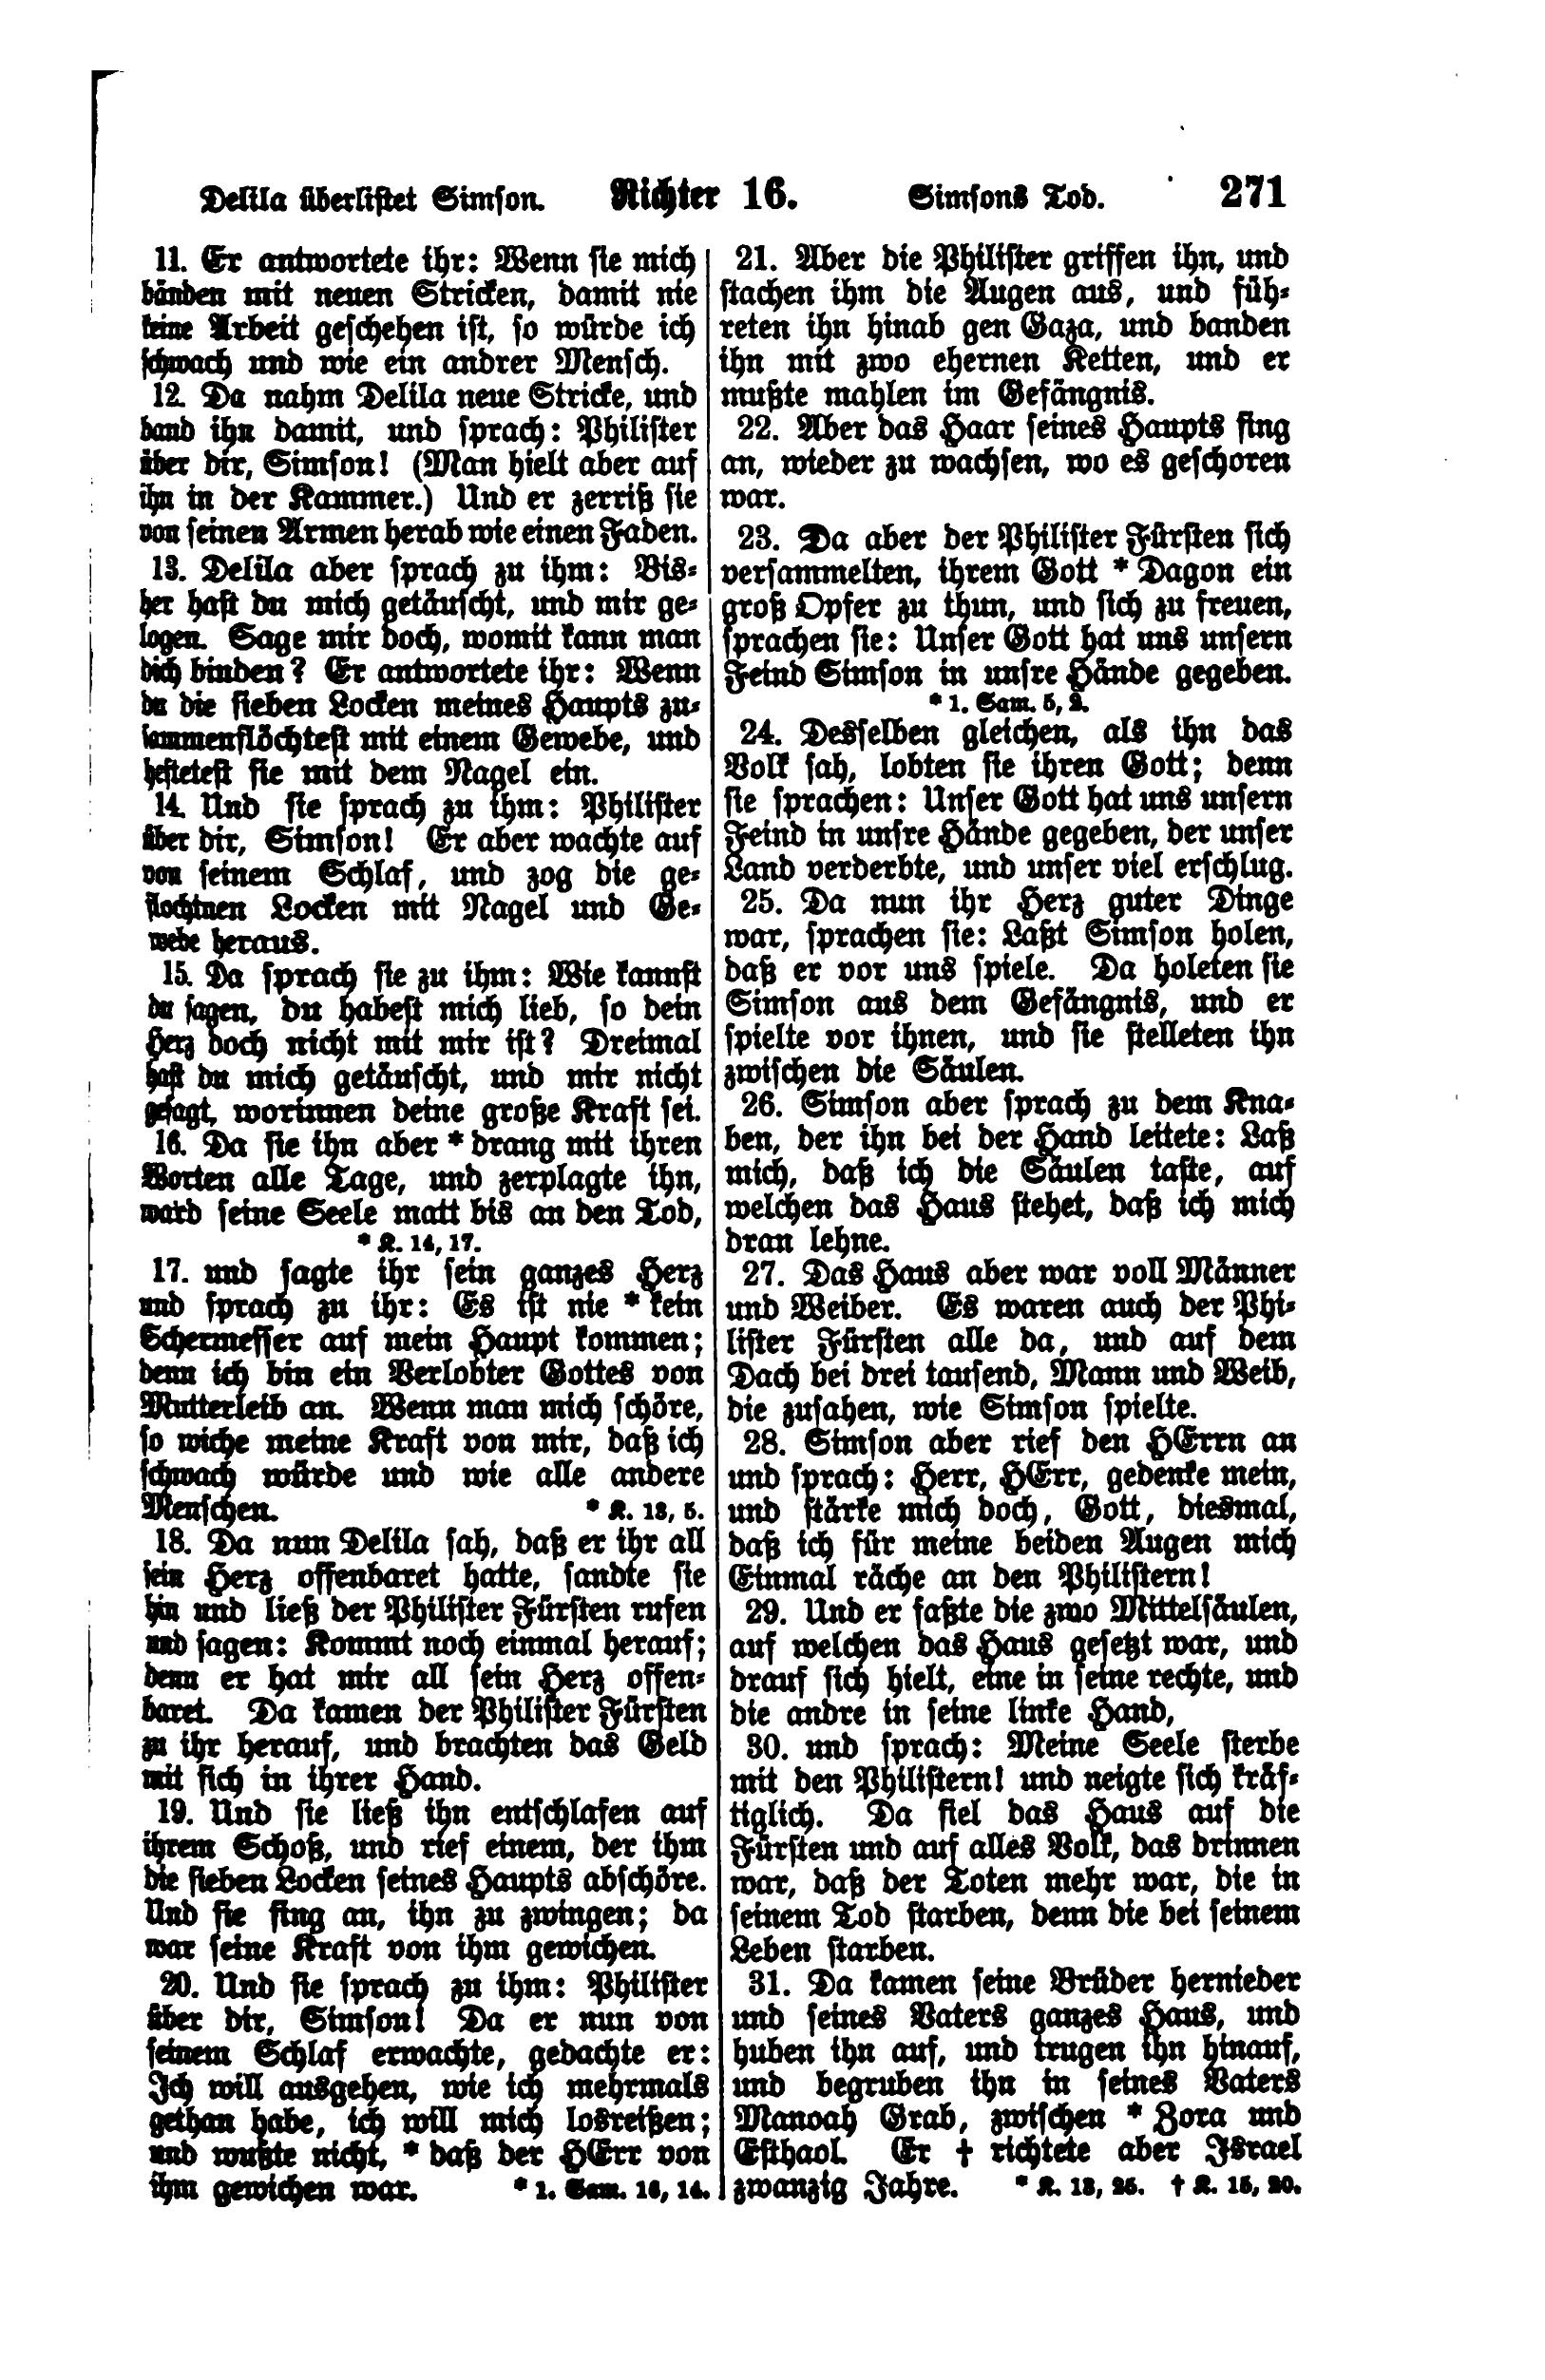 Delila überlistet Simson. Richter 16. Simsons Tod. 271
11. Er antwortete ihr: Wenn sie mich
bänden mit neuen Stricken, damit nie
keine Arbeit geschehen ist, so würde ich
schwach und wie ein andrer Mensch.
12. Da nahm Delila neue Stricke, und
band ihn damit, und sprach: Philister
über dir, Simson! (Man hielt aber auf
ihn in der Kammer.) Und er zerriß sie
von seinen Armen herab wie einen Faden.
13. Delila aber sprach zu ihm: Bis-
her hast du mich getäuscht, und mir ge-
logen. Sage mir doch, womit kann man
dich binden? Er antwortete ihr: Wenn
du die sieben Locken meines Haupts zu-
sammenflöchtest mit einem Gewebe, und
heftetest sie mit dem Nagel ein.
14. Und sie sprach zu ihm: Philister
über dir, Simson! Er aber wachte auf
von seinem Schlaf, und zog die ge-
flochtnen Locken mit Nagel und Ge-
webe heraus.
15. Da sprach sie zu ihm: Wie kannst
du sagen, du habest mich lieb, so dein
Herz doch nicht mit mir ist? Dreimal
hast du mich getäuscht, und mir nicht
gesagt, worinnen deine große Kraft sei.
16. Da sie ihn aber * drang mit ihren
Worten alle Tage, und zerplagte ihn,
ward seine Seele matt bis an den Tod,
* K. 14, 17.
17. und sagte ihr sein ganzes Herz
und sprach zu ihr: Es ist nie * kein
Schermesser auf mein Haupt kommen;
denn ich bin ein Verlobter Gottes von
Mutterleib an. Wenn man mich schöre,
so wiche meine Kraft von mir, daß ich
schwach würde und wie alle andere
Menschen. * K. 13, 5.
18. Da nun Delila sah, daß er ihr all
sein Herz offenbaret hatte, sandte sie
hin und ließ der Philister Fürsten rufen
und sagen: Kommt noch einmal herauf;
denn er hat mir all sein Herz offen-
baret. Da kamen der Philister Fürsten
zu ihr herauf, und brachten das Geld
mit sich in ihrer Hand.
19. Und sie ließ ihn entschlafen auf
ihrem Schoß, und rief einem, der ihm
die sieben Locken seines Haupts abschöre.
Und sie fing an, ihn zu zwingen; da
war seine Kraft von ihm gewichen.
20. Und sie sprach zu ihm: Philister
über dir, Simson! Da er nun von
seinem Schlaf erwachte, gedachte er:
Ich will ausgehen, wie ich mehrmals
gethan habe, ich will mich losreißen;
und wußte nicht, * daß der HErr von
ihm gewichen war. * 1. Sam. 16, 14.
21. Aber die Philister griffen ihn, und
stachen ihm die Augen aus, und füh-
reten ihn hinab gen Gaza, und banden
ihn mit zwo ehernen Ketten, und er
mußte mahlen im Gefängnis.
22. Aber das Haar seines Haupts fing
an, wieder zu wachsen, wo es geschoren
war.
23. Da aber der Philister Fürsten sich
versammelten, ihrem Gott * Dagon ein
groß Opfer zu thun, und sich zu freuen,
sprachen sie: Unser Gott hat uns unsern
Feind Simson in unsre Hände gegeben.
* 1. Sam. 5, 2.
24. Desselben gleichen, als ihn das
Volk sah, lobten sie ihren Gott; denn
sie sprachen: Unser Gott hat uns unsern
Feind in unsre Hände gegeben, der unser
Land verderbte, und unser viel erschlug.
25. Da nun ihr Herz guter Dinge
war, sprachen sie: Laßt Simson holen,
daß er vor uns spiele. Da holeten sie
Simson aus dem Gefängnis, und er
spielte vor ihnen, und sie stelleten ihn
zwischen die Säulen.
26. Simson aber sprach zu dem Kna-
ben, der ihn bei der Hand leitete: Laß
mich, daß ich die Säulen taste, auf
welchen das Haus stehet, daß ich mich
dran lehne.
27. Das Haus aber war voll Männer
und Weiber. Es waren auch der Phi-
lister Fürsten alle da, und auf dem
Dach bei drei tausend, Mann und Weib,
die zusahen, wie Simson spielte.
28. Simson aber rief den HErrn an
und sprach: Herr, HErr, gedenke mein,
und stärke mich doch, Gott, diesmal,
daß ich für meine beiden Augen mich
Einmal räche an den Philistern!
29. Und er faßte die zwo Mittelsäulen,
auf welchen das Haus gesetzt war, und
drauf sich hielt, eine in seine rechte, und
die andre in seine linke Hand,
30. und sprach: Meine Seele sterbe
mit den Philistern! und neigte sich kräf-
tiglich. Da fiel das Haus auf die
Fürsten und auf alles Volk, das drinnen
war, daß der Toten mehr war, die in
seinem Tod starben, denn die bei seinem
Leben starben.
31. Da kamen seine Brüder hernieder
und seines Vaters ganzes Haus, und
huben ihn auf, und trugen ihn hinauf,
und begruben ihn in seines Vaters
Manoah Grab, zwischen * Zora und
Esthaol. Er † richtete aber Israel
zwanzig Jahre. * K. 13, 25. † K. 15, 20.